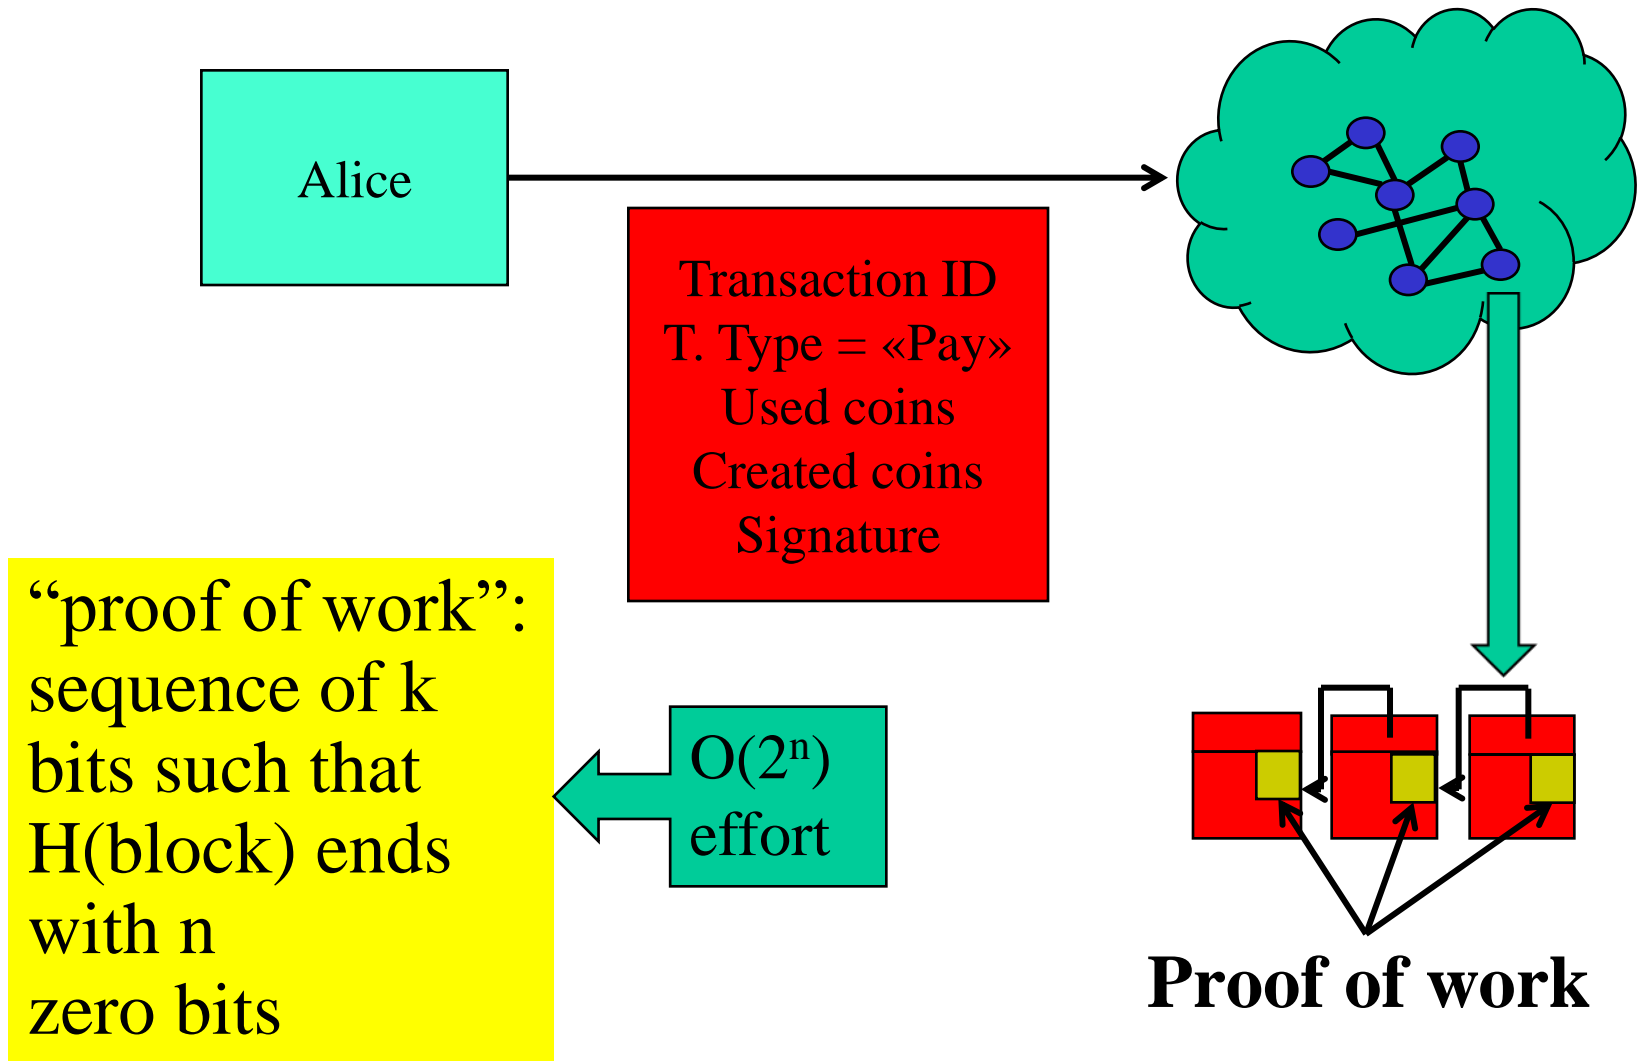 Alice
Transaction ID
T. Type = «Pay»
Used coins
Created coins
Signature
“proof of work”:
sequence of k
bits such that
H(block) ends
with n
zero bits
O(2ⁿ)
effort
Proof of work